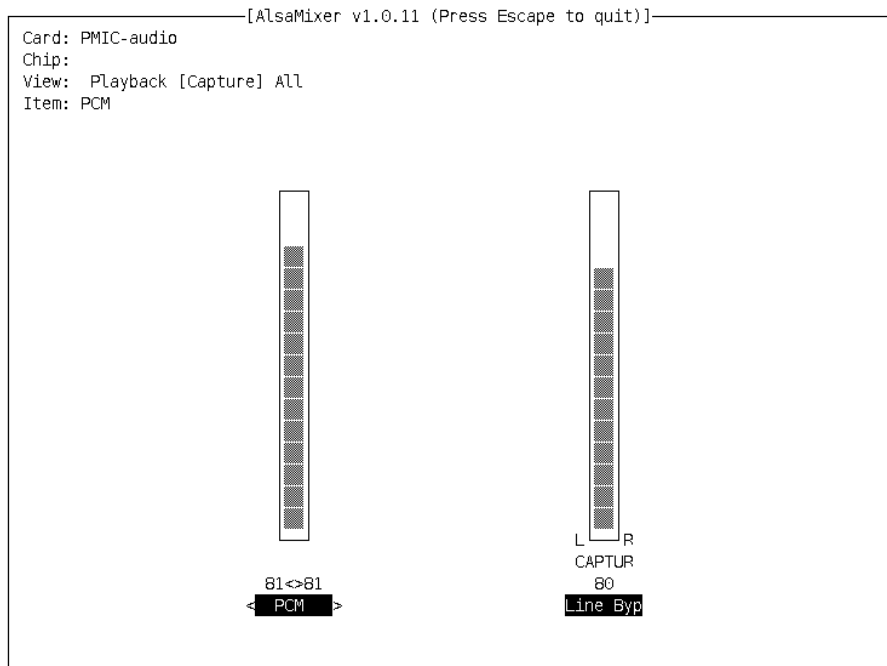 [AlsaMixer v1.0.11 (Press Escape to quit)]
Card: PMIC-audio
Chip:
View: Playback [Capture] All
Item: PCM
L R
CAPTUR
81<>81 80
< PCM > Line Byp